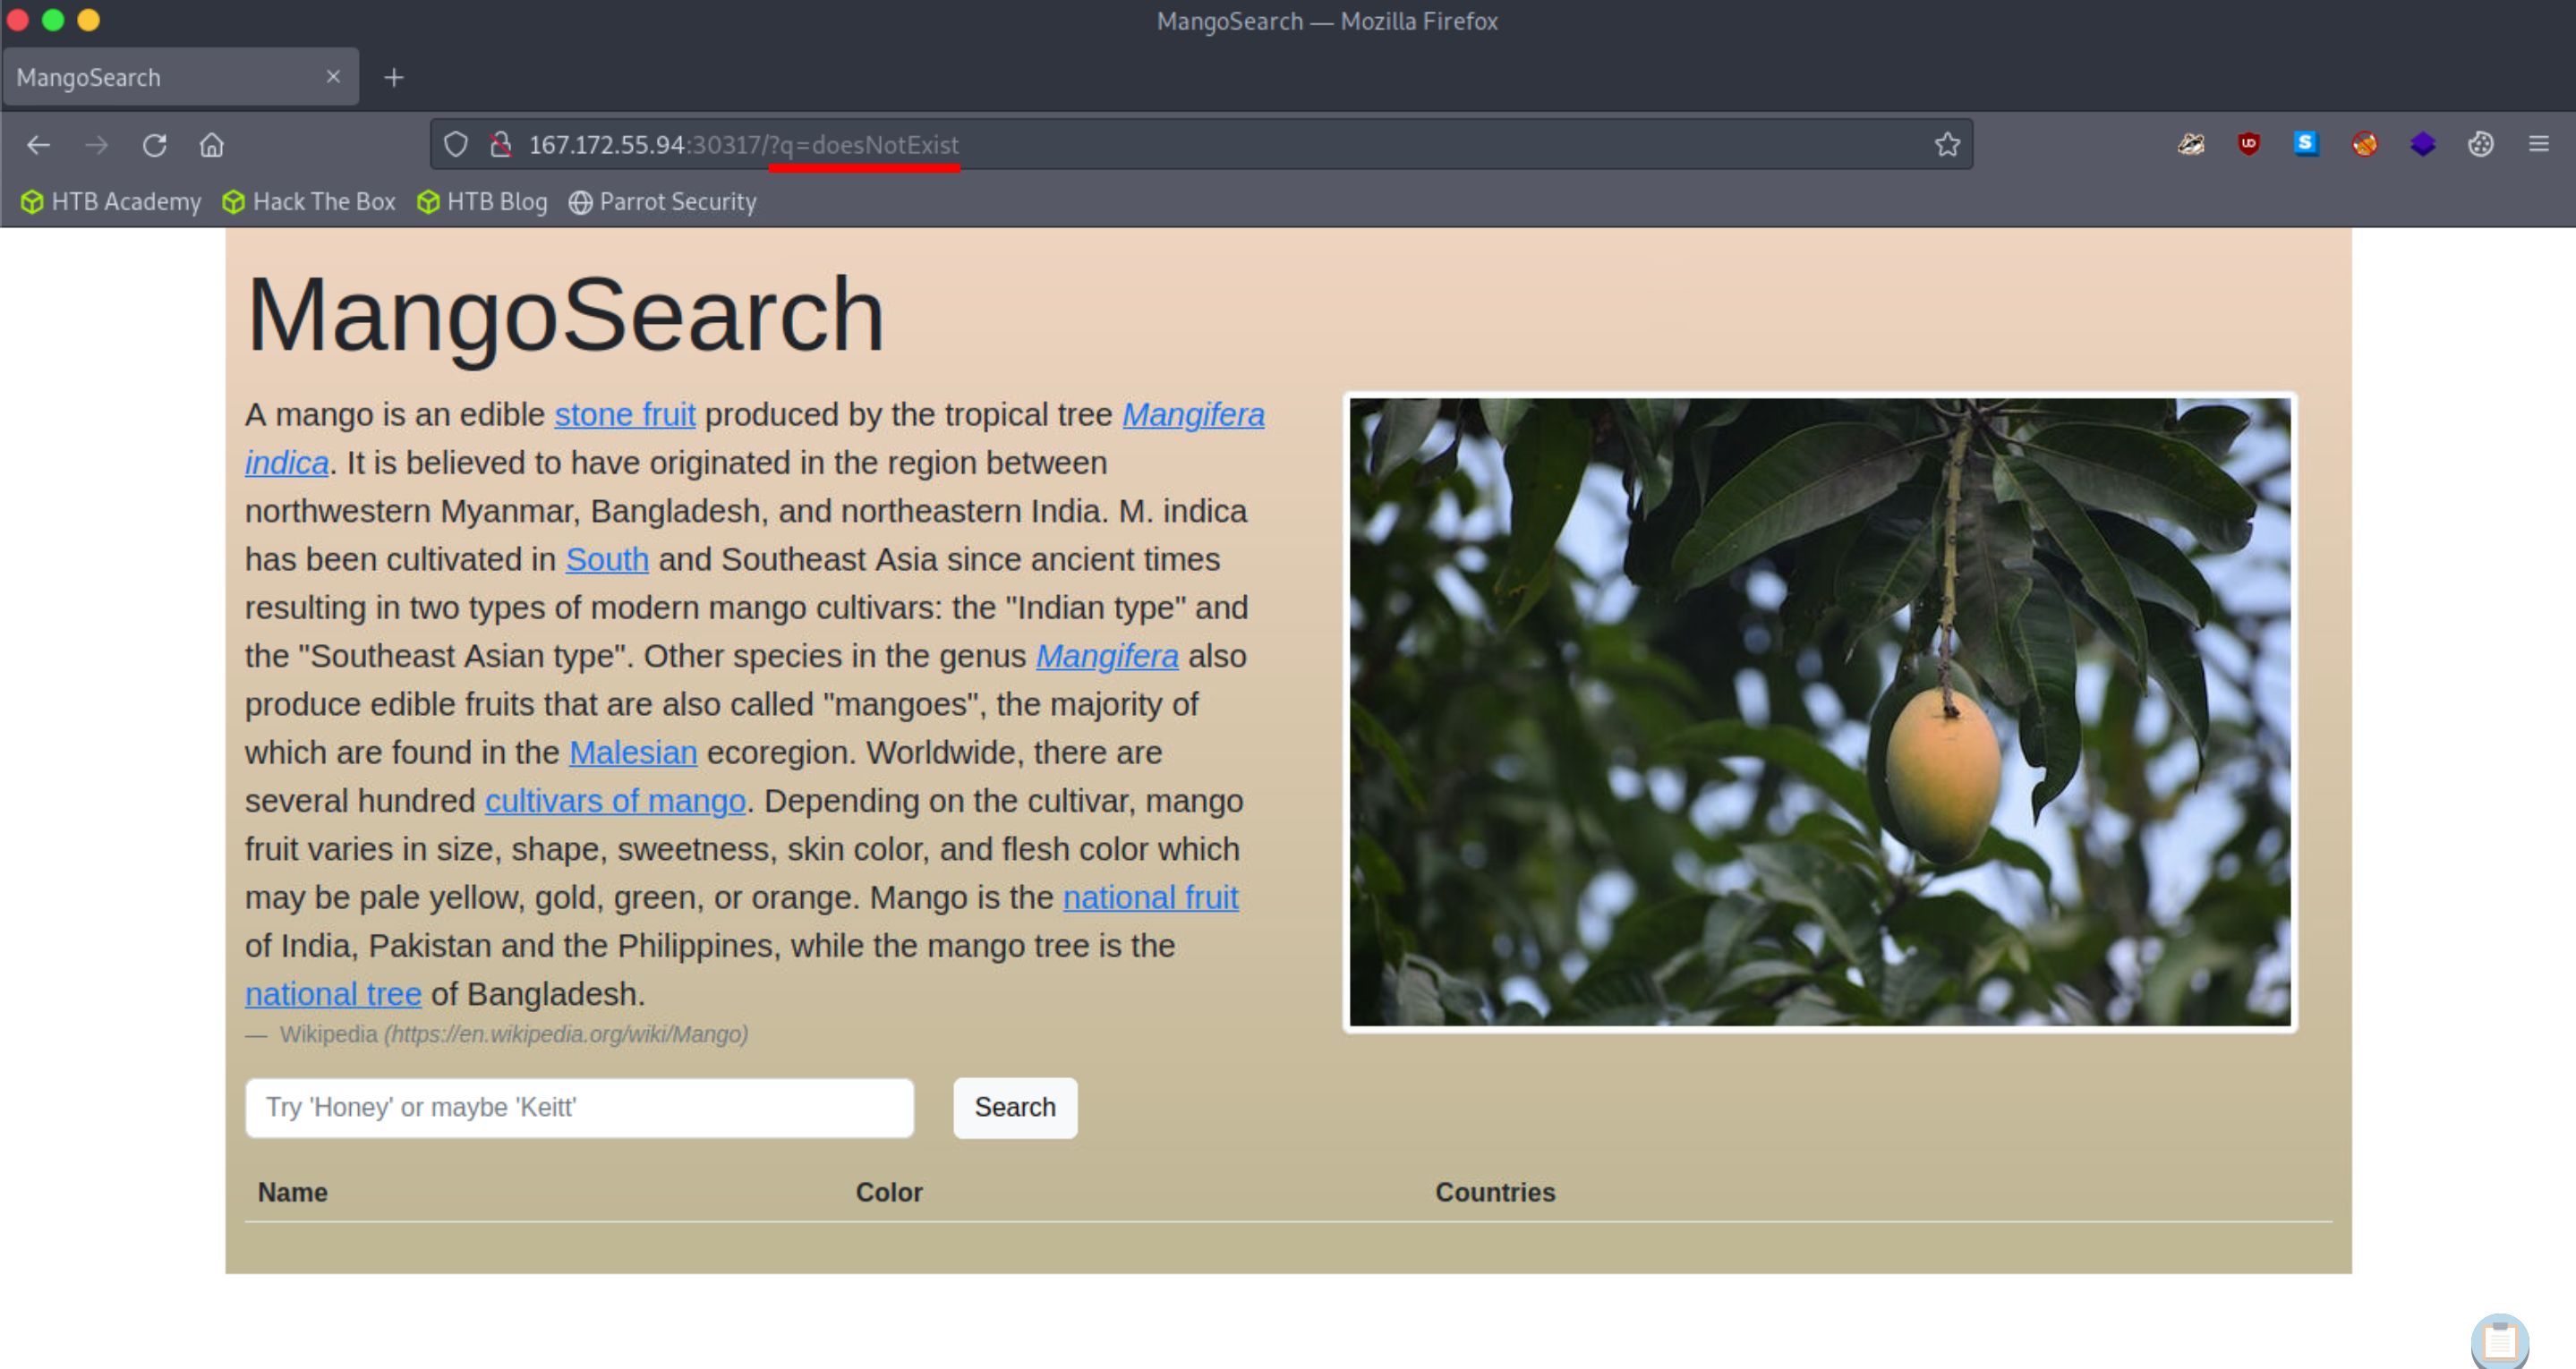 MangoSearch — Mozilla Firefox
MangoSearch
167.172.55.94:30317/?q=doesNotExist
HTB Academy Hack The Box HTB Blog Parrot Security
MangoSearch
A mango is an edible stone fruit produced by the tropical tree Mangifera
indica. It is believed to have originated in the region between
northwestern Myanmar, Bangladesh, and northeastern India. M. indica
has been cultivated in South and Southeast Asia since ancient times
resulting in two types of modern mango cultivars: the "Indian type" and
the "Southeast Asian type". Other species in the genus Mangifera also
produce edible fruits that are also called "mangoes", the majority of
which are found in the Malesian ecoregion. Worldwide, there are
several hundred cultivars of mango. Depending on the cultivar, mango
fruit varies in size, shape, sweetness, skin color, and flesh color which
may be pale yellow, gold, green, or orange. Mango is the national fruit
of India, Pakistan and the Philippines, while the mango tree is the
national tree of Bangladesh.
— Wikipedia (https://en.wikipedia.org/wiki/Mango)
Try 'Honey' or maybe 'Keitt' Search
Name Color Countries